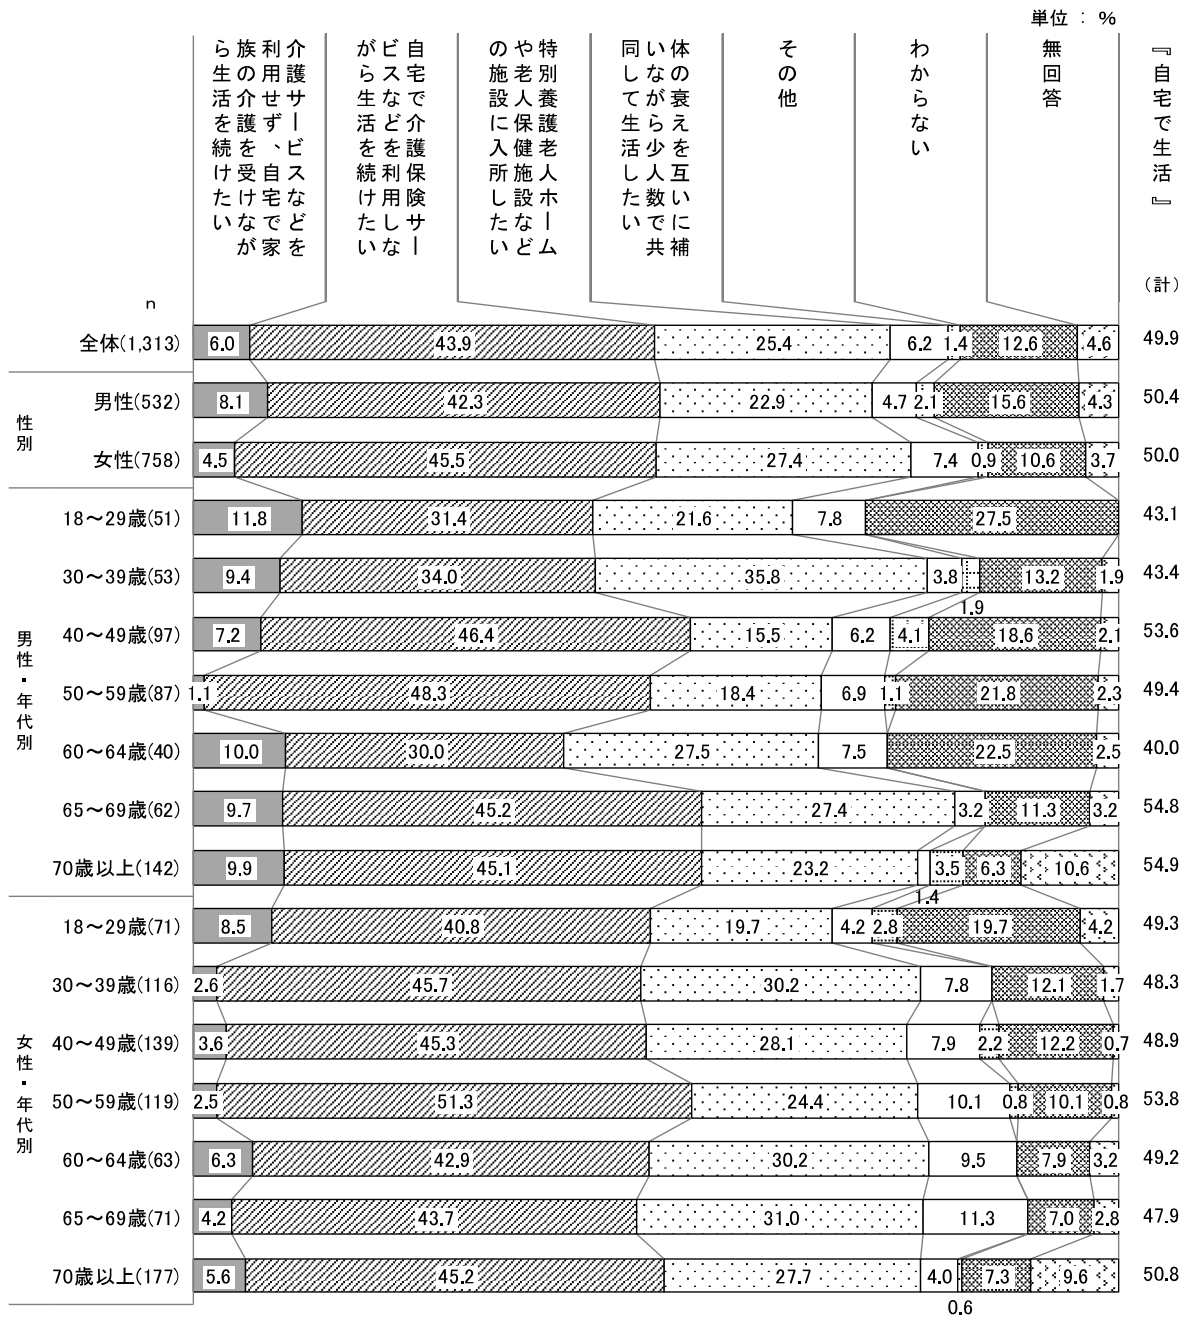 単位 : %
介護サービスなどを
利用せず、自宅で家
族の介護を受けなが
ら生活を続けたい
自宅で介護保険サー
ビスなどを利用しな
がら生活を続けたい
特別養護老人ホーム
や老人保健施設など
の施設に入所したい
体の衰えを互いに補
いながら少人数で共
同して生活したい
その他
わからない
無回答
『自宅で生活』
(計)
n
全体(1,313) 6.0 43.9 25.4 6.2 1.4 12.6 4.6 49.9
性別
男性(532) 8.1 42.3 22.9 4.7 2.1 15.6 4.3 50.4
女性(758) 4.5 45.5 27.4 7.4 0.9 10.6 3.7 50.0
男性・年代別
18～29歳(51) 11.8 31.4 21.6 7.8 27.5 43.1
30～39歳(53) 9.4 34.0 35.8 3.8 13.2 1.9 43.4
1.9
40～49歳(97) 7.2 46.4 15.5 6.2 4.1 18.6 2.1 53.6
50～59歳(87) 1.1 48.3 18.4 6.9 1.1 21.8 2.3 49.4
60～64歳(40) 10.0 30.0 27.5 7.5 22.5 2.5 40.0
65～69歳(62) 9.7 45.2 27.4 3.2 11.3 3.2 54.8
70歳以上(142) 9.9 45.1 23.2 3.5 6.3 10.6 54.9
1.4
女性・年代別
18～29歳(71) 8.5 40.8 19.7 4.2 2.8 19.7 4.2 49.3
30～39歳(116) 2.6 45.7 30.2 7.8 12.1 1.7 48.3
40～49歳(139) 3.6 45.3 28.1 7.9 2.2 12.2 0.7 48.9
50～59歳(119) 2.5 51.3 24.4 10.1 0.8 10.1 0.8 53.8
60～64歳(63) 6.3 42.9 30.2 9.5 7.9 3.2 49.2
65～69歳(71) 4.2 43.7 31.0 11.3 7.0 2.8 47.9
70歳以上(177) 5.6 45.2 27.7 4.0 7.3 9.6 50.8
0.6